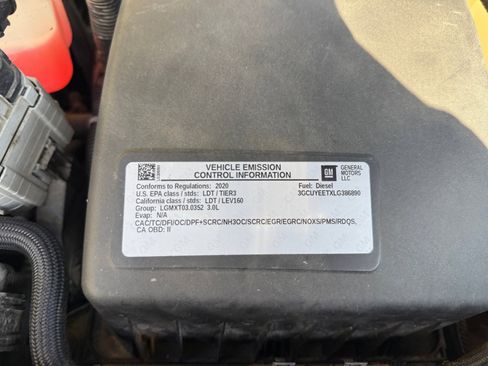 VEHICLE EMISSION
CONTROL INFORMATION
GM
GENERAL
MOTORS
LLC
Conforms to Regulations: 2020
Fuel: Diesel
U.S. EPA class / stds: LDT / TIER3
3GCUYEETXLG386890
California class / stds: LDT / LEV160
Group: LGMXT03.0352 3.0L
Evap: N/A
CAC/TC/DFI/OC/DPF+SCRC/NH3OC/SCRC/EGR/EGRC/NOXS/PMS/RDQS,
CA OBD: II